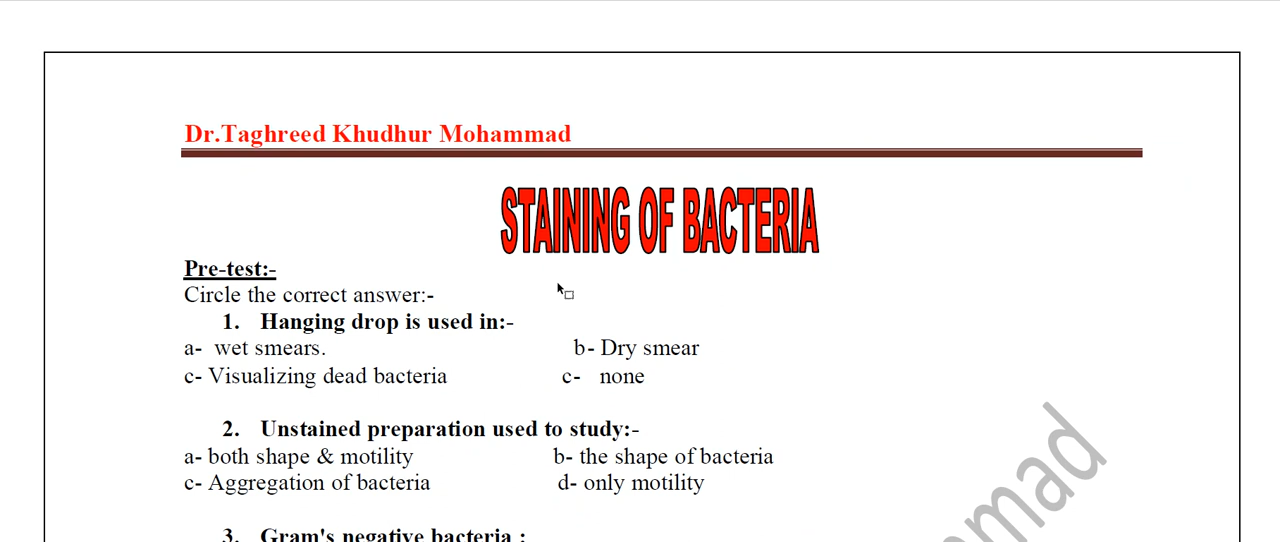 Dr.Taghreed Khudhur Mohammad
STAINING OF BACTERIA
Pre-test:-
Circle the correct answer:-
1. Hanging drop is used in:-
a- wet smears. b- Dry smear
c- Visualizing dead bacteria c- none
2. Unstained preparation used to study:-
a- both shape & motility b- the shape of bacteria
c- Aggregation of bacteria d- only motility
3. Gram's negative bacteria :